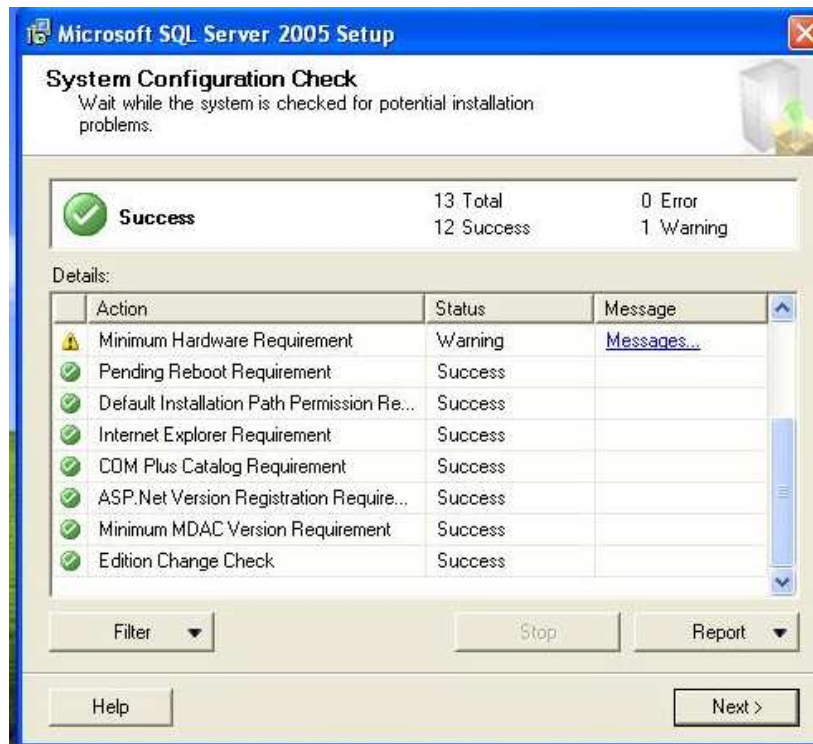 Microsoft SQL Server 2005 Setup
System Configuration Check
Wait while the system is checked for potential installation
problems.
Success
13 Total
0 Error
12 Success
1 Warning
Details:
Action Status Message
Minimum Hardware Requirement Warning Messages...
Pending Reboot Requirement Success
Default Installation Path Permission Re... Success
Internet Explorer Requirement Success
COM Plus Catalog Requirement Success
ASP.Net Version Registration Require... Success
Minimum MDAC Version Requirement Success
Edition Change Check Success
Filter Stop Report
Help Next >